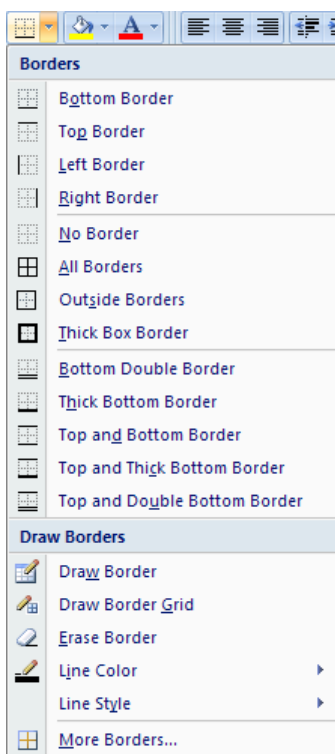 A
Borders
Bottom Border
Top Border
Left Border
Right Border
No Border
All Borders
Outside Borders
Thick Box Border
Bottom Double Border
Thick Bottom Border
Top and Bottom Border
Top and Thick Bottom Border
Top and Double Bottom Border
Draw Borders
Draw Border
Draw Border Grid
Erase Border
Line Color
Line Style
More Borders...